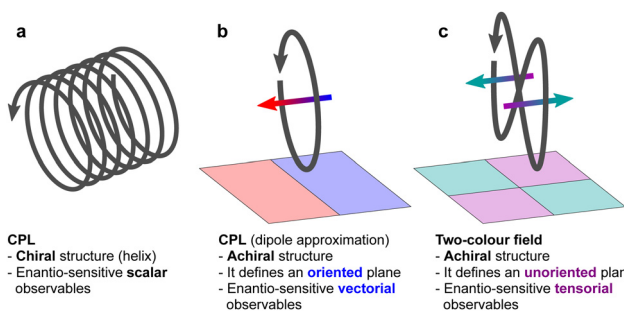 a
CPL
- Chiral structure (helix)
- Enantio-sensitive scalar
observables
b
CPL (dipole approximation)
- Achiral structure
- It defines an oriented plane
- Enantio-sensitive vectorial
observables
c
Two-colour field
- Achiral structure
- It defines an unoriented plan
- Enantio-sensitive tensorial
observables